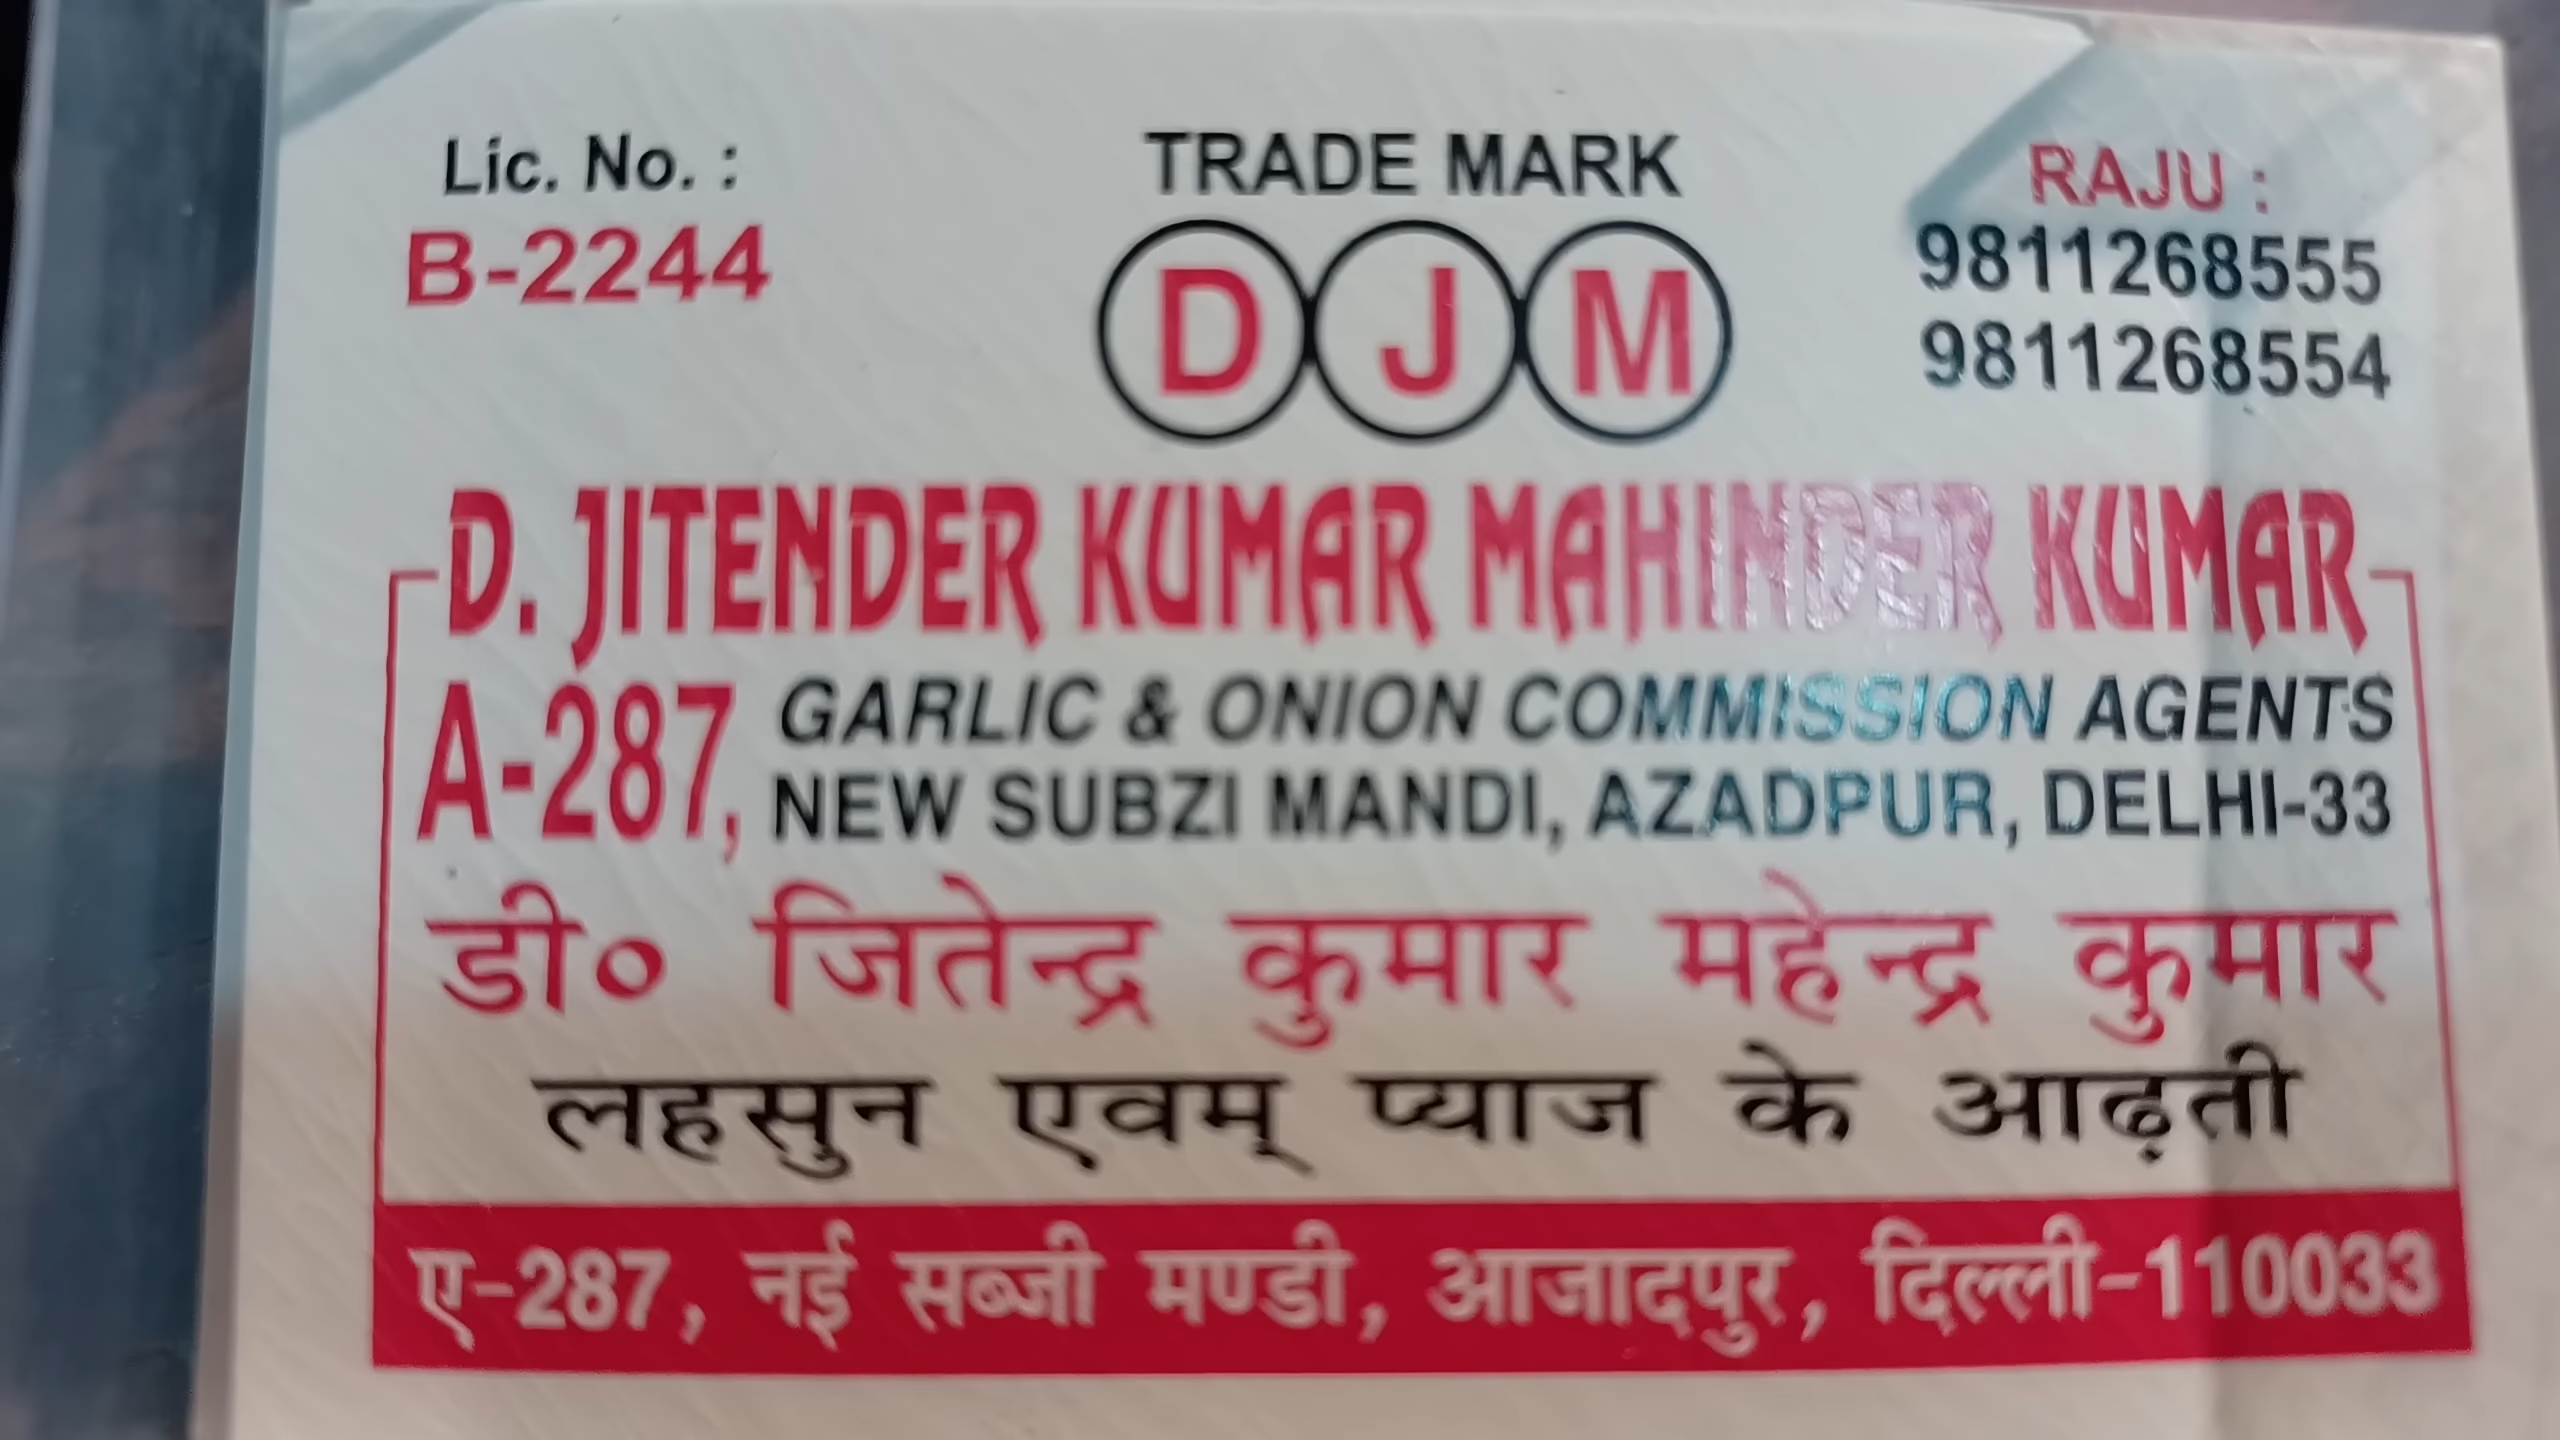 Lic. No. :
B-2244
TRADE MARK
D J M
RAJU :
9811268555
9811268554
D. JITENDER KUMAR MAHINDER KUMAR
A-287, GARLIC & ONION COMMISSION AGENTS
NEW SUBZI MANDI, AZADPUR, DELHI-33
डी० जितेन्द्र कुमार महेन्द्र कुमार
लहसुन एवम् प्याज के आढ़ती
ए-287, नई सब्जी मण्डी, आजादपुर, दिल्ली-110033